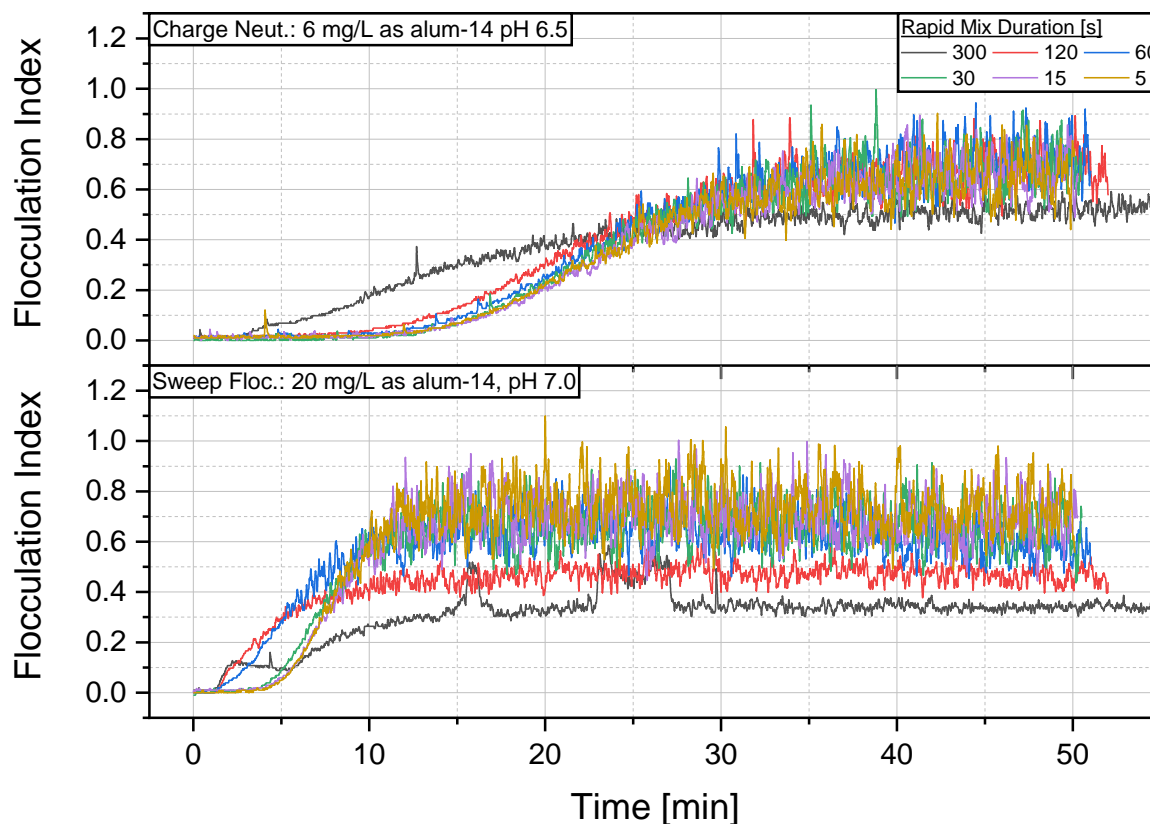 Charge Neut.: 6 mg/L as alum-14 pH 6.5
Rapid Mix Duration [s]
300 120 60
30 15 5
Flocculation Index
1.2
1.0
0.8
0.6
0.4
0.2
0.0
Sweep Floc.: 20 mg/L as alum-14, pH 7.0
Flocculation Index
1.2
1.0
0.8
0.6
0.4
0.2
0.0
0 10 20 30 40 50
Time [min]